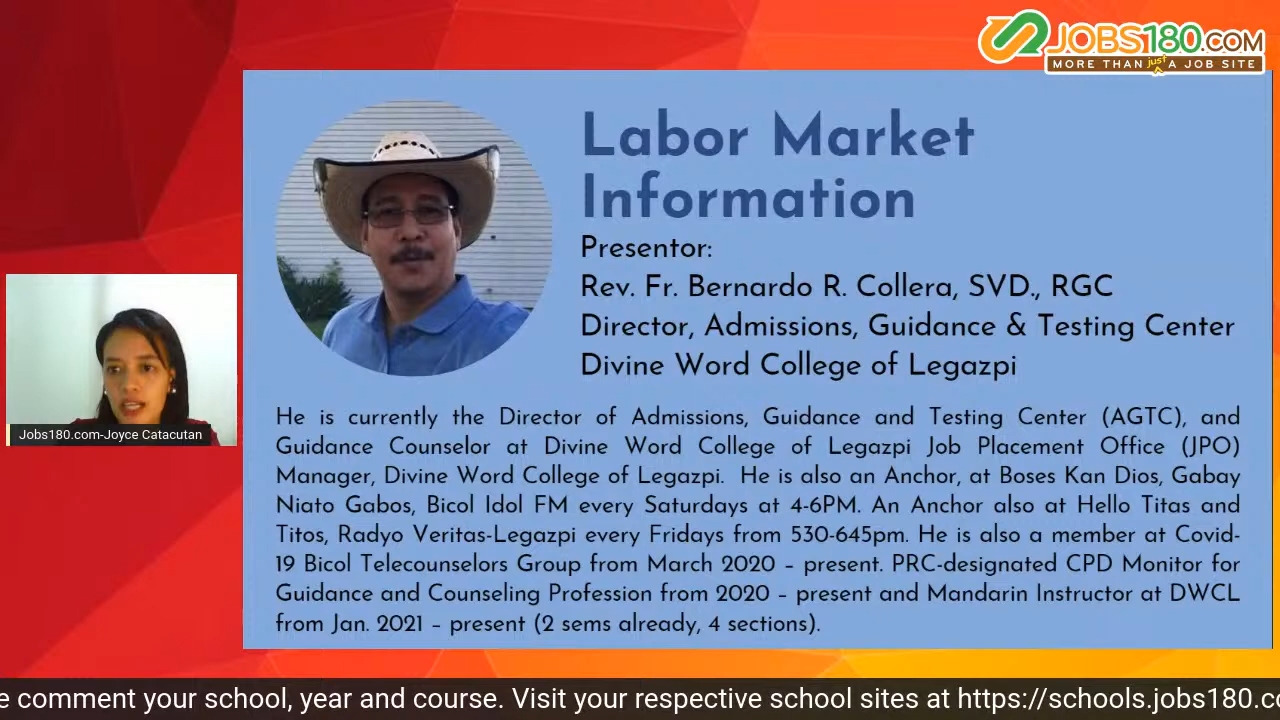 JOBS180.COM
MORE THAN just A JOB SITE
Labor Market
Information
Presentor:
Rev. Fr. Bernardo R. Collera, SVD., RGC
Director, Admissions, Guidance & Testing Center
Divine Word College of Legazpi
Jobs180.com-Joyce Catacutan
He is currently the Director of Admissions, Guidance and Testing Center (AGTC), and
Guidance Counselor at Divine Word College of Legazpi Job Placement Office (JPO)
Manager, Divine Word College of Legazpi. He is also an Anchor, at Boses Kan Dios, Gabay
Niato Gabos, Bicol Idol FM every Saturdays at 4-6PM. An Anchor also at Hello Titas and
Titos, Radyo Veritas-Legazpi every Fridays from 530-645pm. He is also a member at Covid-
19 Bicol Telecounselors Group from March 2020 – present. PRC-designated CPD Monitor for
Guidance and Counseling Profession from 2020 – present and Mandarin Instructor at DWCL
from Jan. 2021 – present (2 sems already, 4 sections).
e comment your school, year and course. Visit your respective school sites at https://schools.jobs180.co